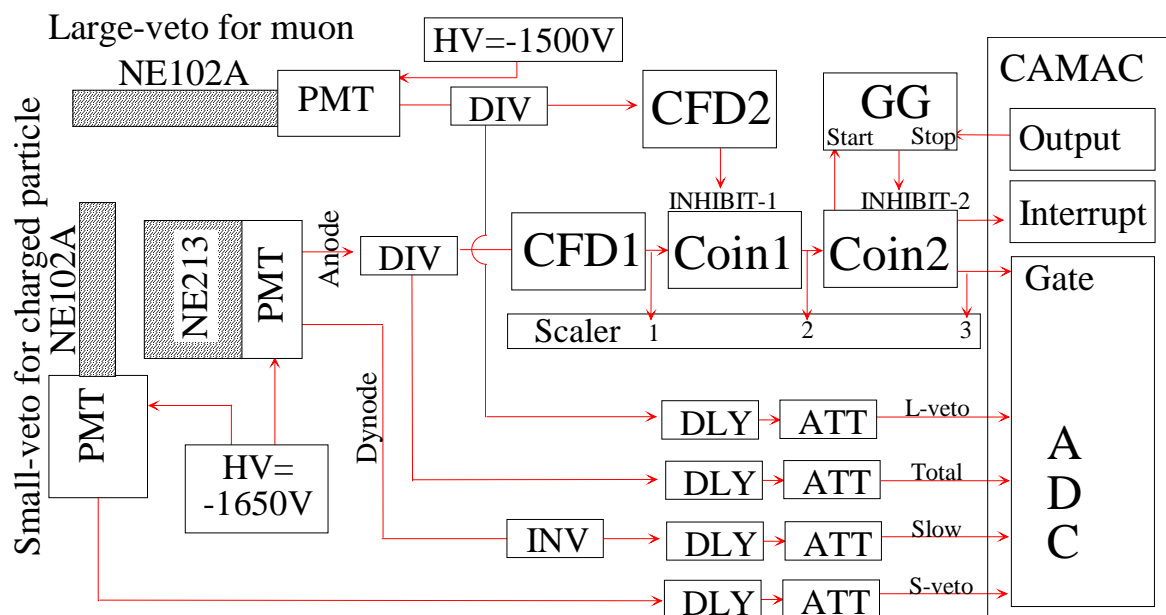 Large-veto for muon
HV=-1500V
NE102A
PMT
DIV
CFD2
GG
Start Stop
CAMAC
Output
Interrupt
INHIBIT-1
INHIBIT-2
Small-veto for charged particle
NE102A
NE213
PMT
Anode
DIV
CFD1
Coin1
Coin2
Gate
Scaler 1 2 3
PMT
HV=
-1650V
Dynode
DLY ATT L-veto
DLY ATT Total
INV DLY ATT Slow
DLY ATT S-veto
A
D
C